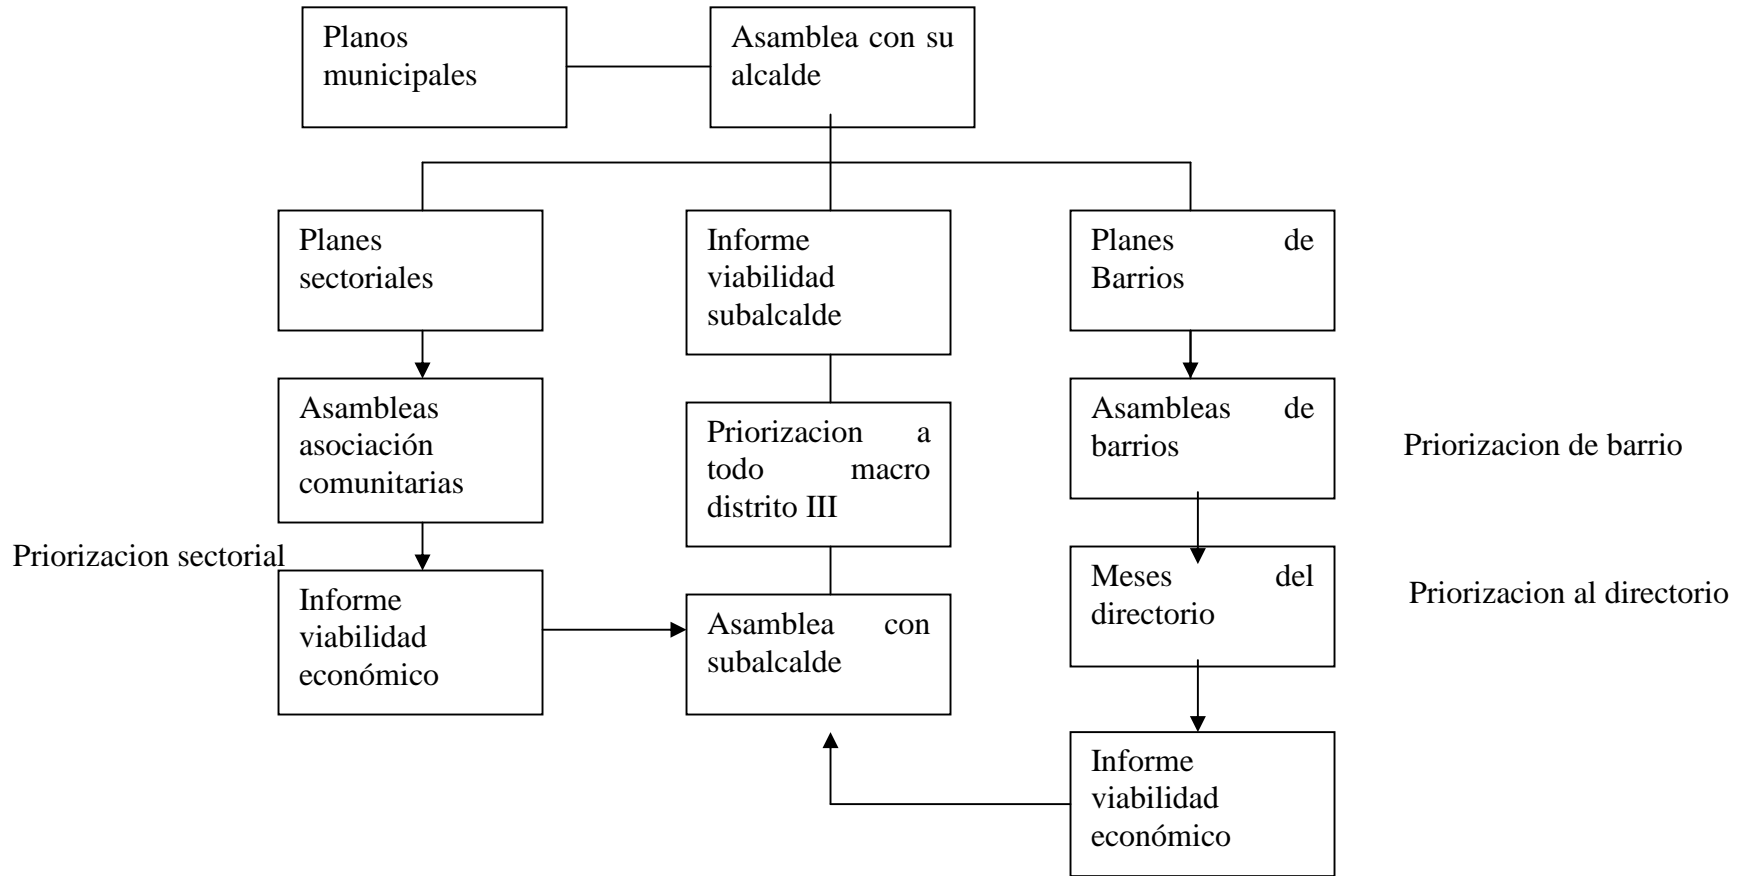 Planos
municipales
Asamblea con su
alcalde
Planes
sectoriales
Informe
viabilidad
subalcalde
Planes de
Barrios
Asambleas
asociación
comunitarias
Priorizacion a
todo macro
distrito III
Asambleas de
barrios
Priorizacion de barrio
Priorizacion sectorial
Informe
viabilidad
económico
Asamblea con
subalcalde
Meses del
directorio
Priorizacion al directorio
Informe
viabilidad
económico